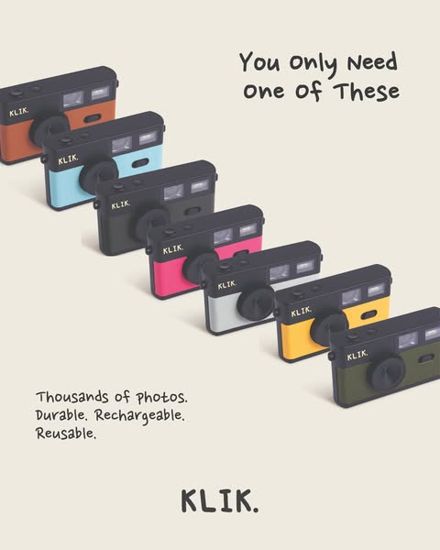 You Only Need
One Of These
KLIK.
KLIK.
KLIK.
KLIK.
KLIK.
KLIK.
KLIK.
Thousands of photos.
Durable. Rechargeable.
Reusable.
KLIK.